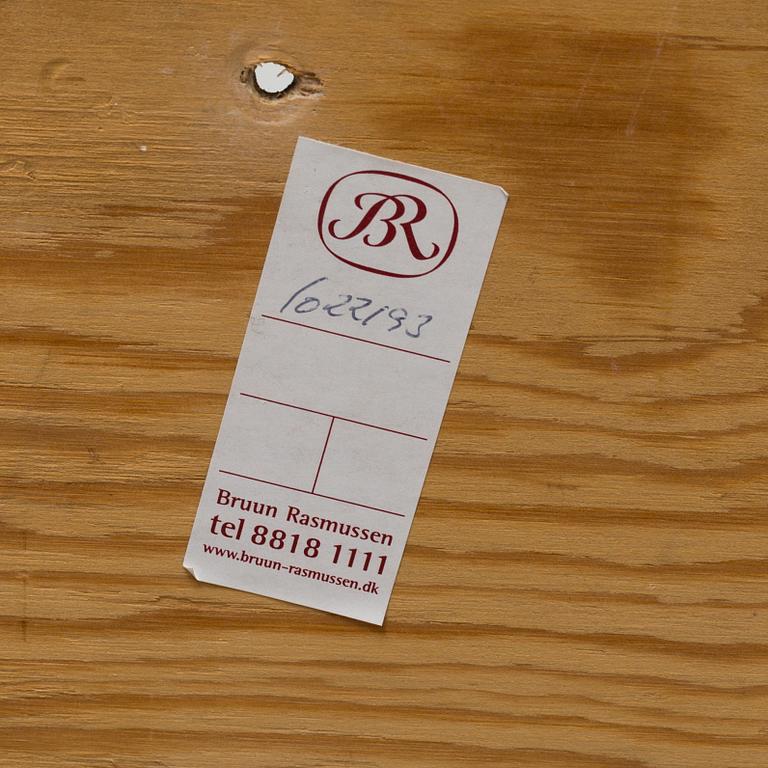 BR
1022193
Bruun Rasmussen
tel 8818 1111
www.bruun-rasmussen.dk